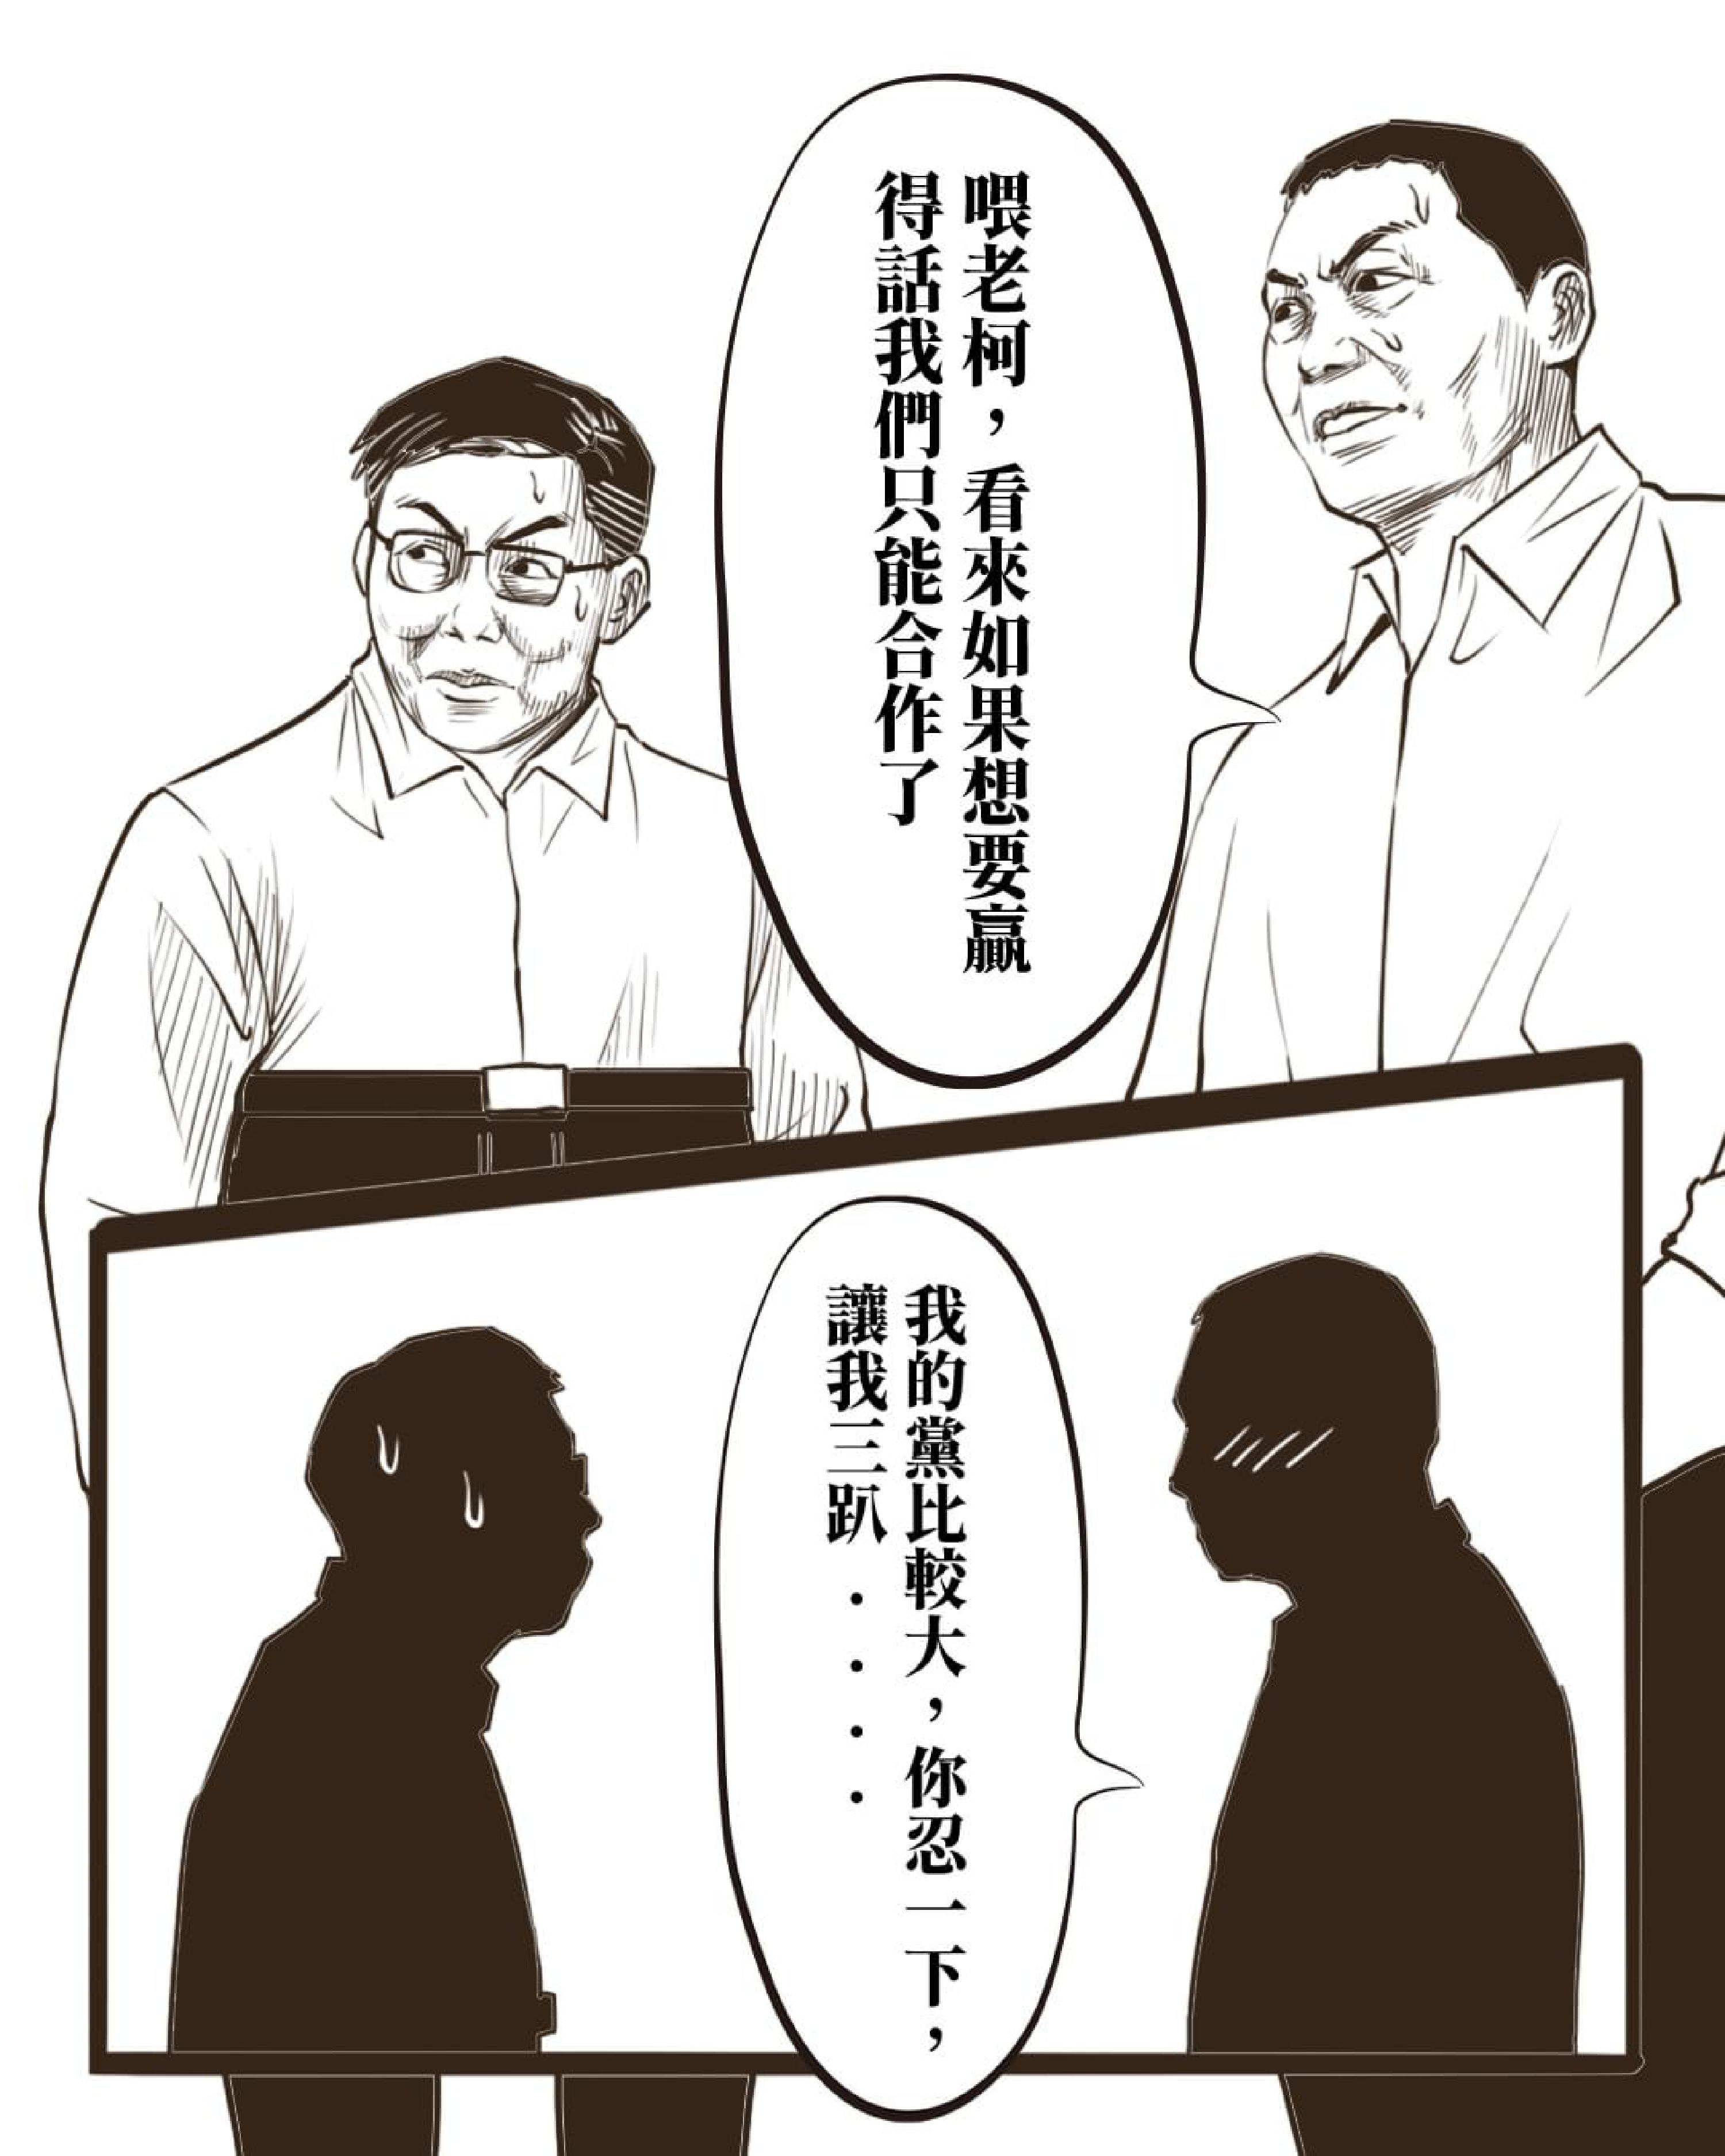 喂老柯，看來如果想要贏
得話我們只能合作了
我的黨比較大，你忍一下，
讓我三趴．．．．